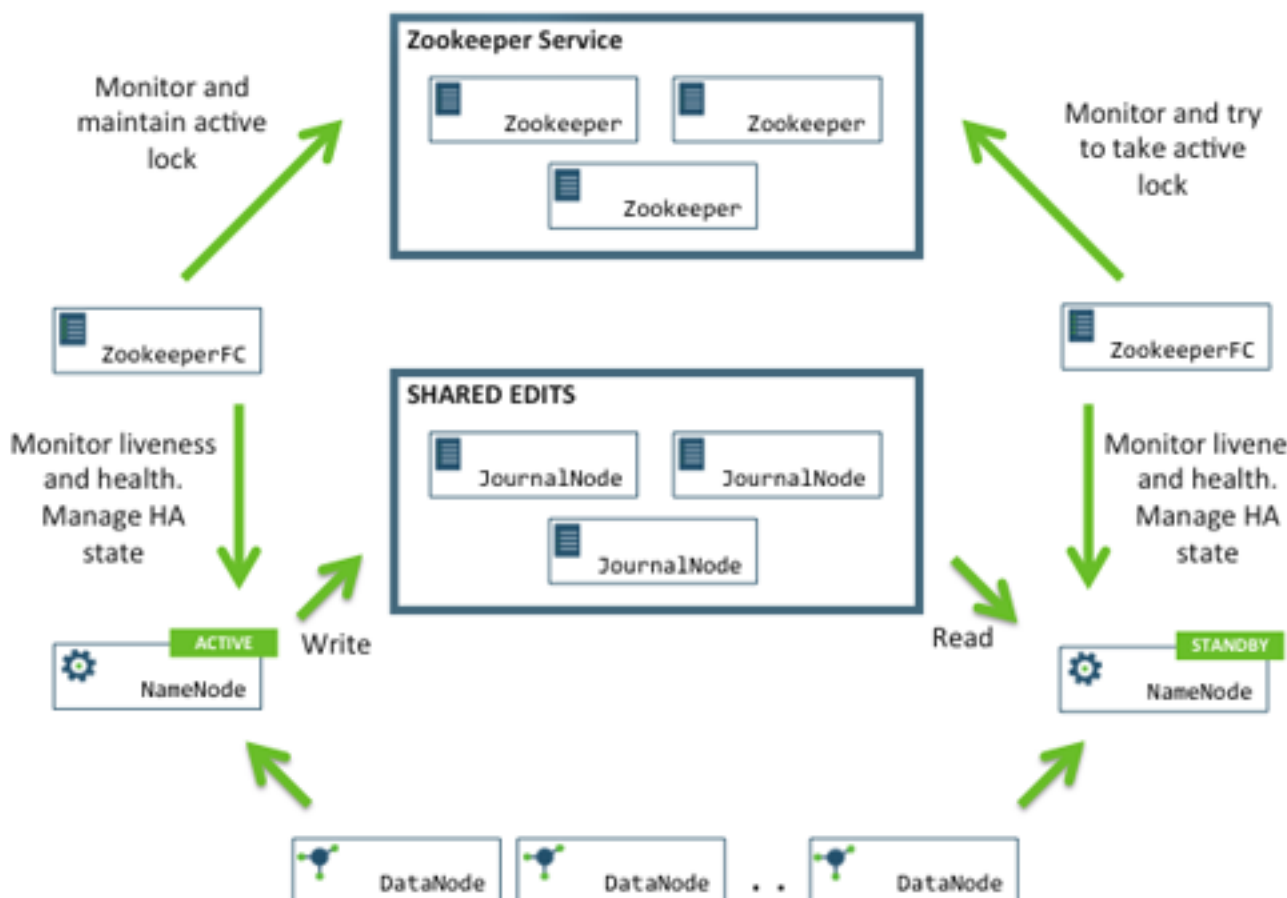 Zookeeper Service
Zookeeper
Zookeeper
Zookeeper
Monitor and
maintain active
lock
Monitor and try
to take active
lock
ZookeeperFC
ZookeeperFC
SHARED EDITS
JournalNode
JournalNode
JournalNode
Monitor liveness
and health.
Manage HA
state
Monitor livene
and health.
Manage HA
state
Write
Read
ACTIVE
NameNode
STANDBY
NameNode
DataNode
DataNode
. .
DataNode